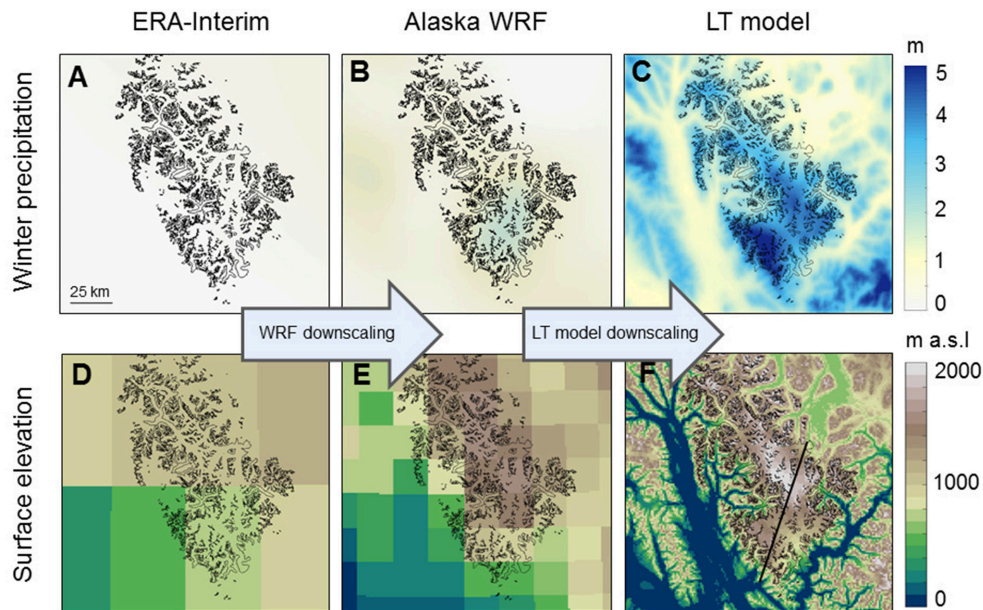 ERA-Interim
Alaska WRF
LT model
Winter precipitation
A
B
C
m
5
4
3
2
1
0
25 km
WRF downscaling
LT model downscaling
Surface elevation
D
E
F
m a.s.l
2000
1000
0